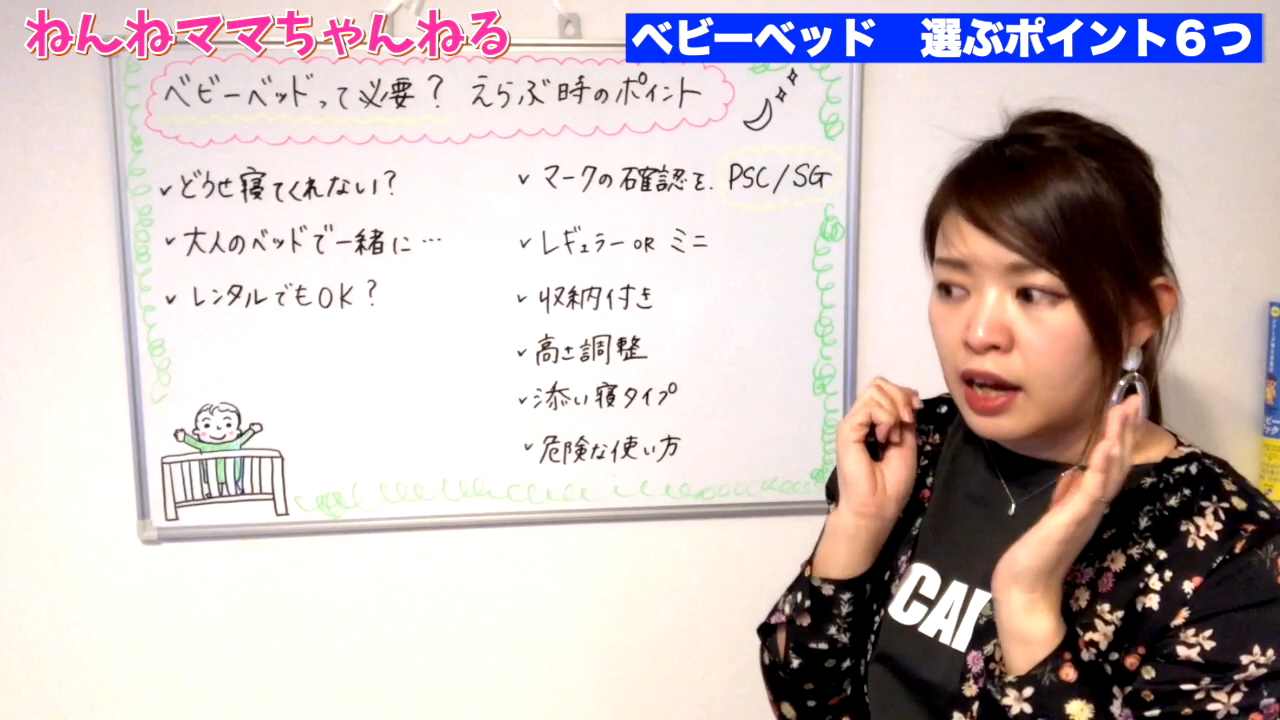 ねんねママちゃんねる
ベビーベッド 選ぶポイント６つ
ベビーベッドって必要？ えらぶ時のポイント
✓どうせ寝てくれない？
✓大人のベッドで一緒に…
✓レンタルでもOK？
✓マークの確認を. PSC/SG
✓レギュラー OR ミニ
✓収納付き
✓高さ調整
✓添い寝タイプ
✓危険な使い方